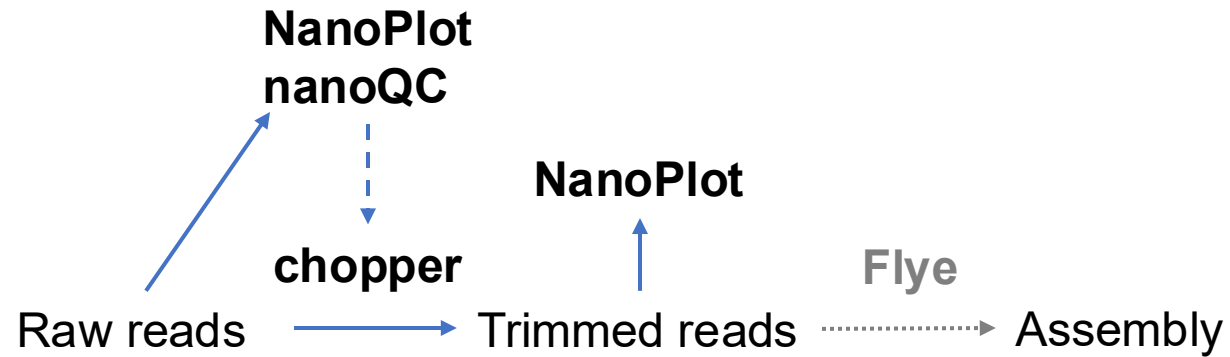 NanoPlot
nanoQC
NanoPlot
chopper
Flye
Raw reads
Trimmed reads
Assembly